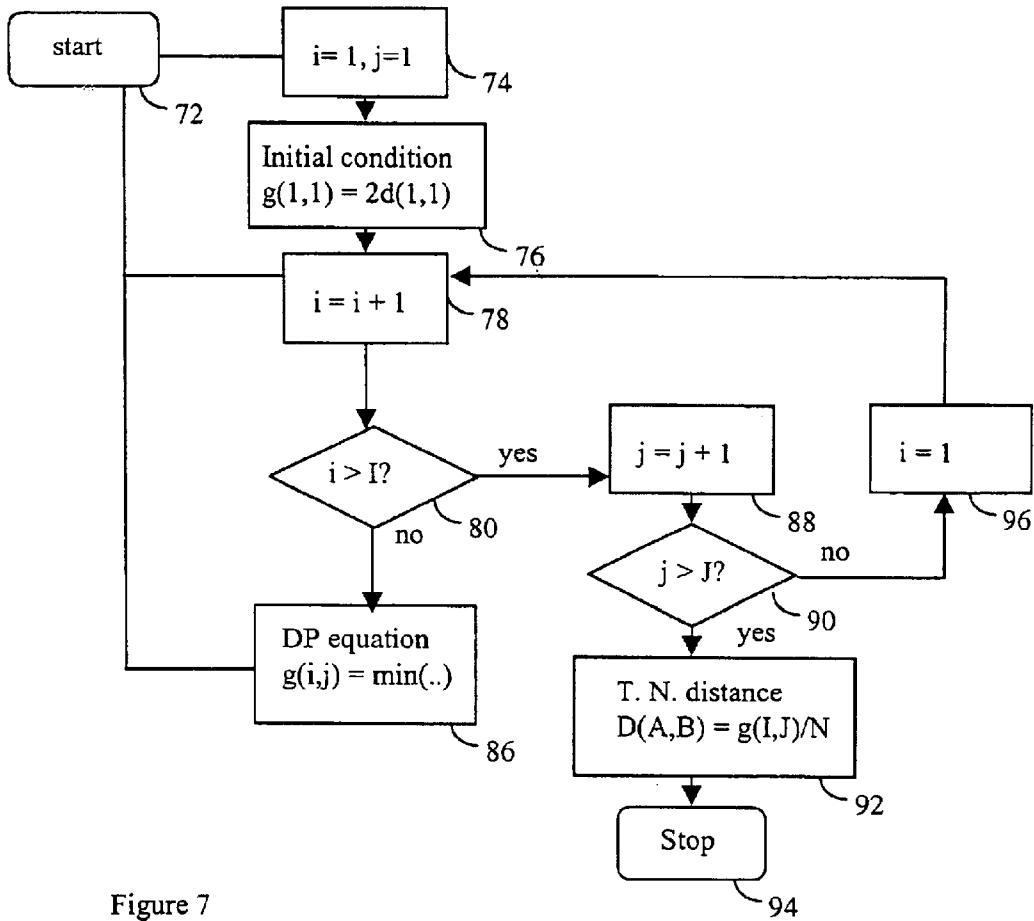 start
72
i= 1, j=1
74
Initial condition
g(1,1) = 2d(1,1)
76
i = i + 1
78
i > I?
80
yes
no
j = j + 1
88
i = 1
96
j > J?
90
no
yes
DP equation
g(i,j) = min(..)
86
T. N. distance
D(A,B) = g(I,J)/N
92
Stop
94
Figure 7